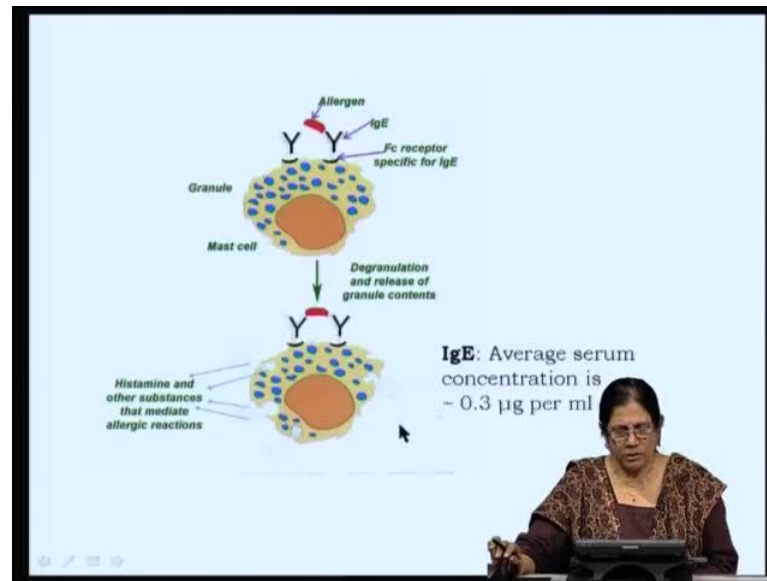 Allergen
IgE
Fc receptor
specific for IgE
Granule
Mast cell
Degranulation
and release of
granule contents
Histamine and
other substances
that mediate
allergic reactions
IgE: Average serum
concentration is
~ 0.3 µg per ml